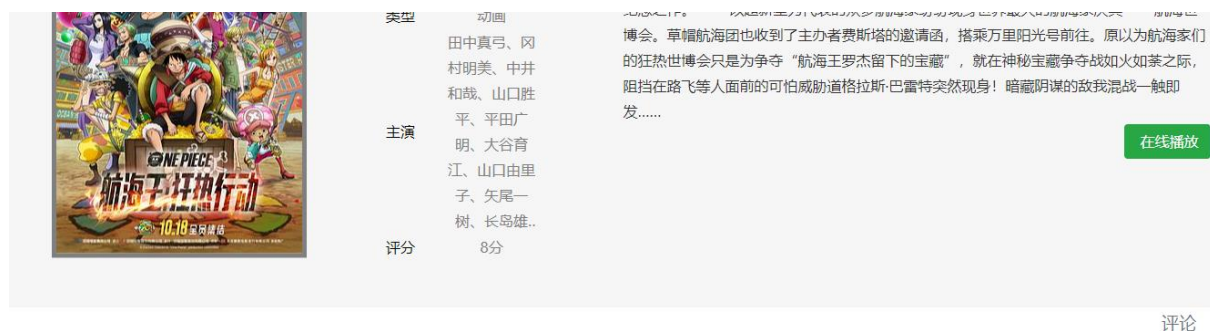 类型
动画
主演
田中真弓、冈
村明美、中井
和哉、山口胜
平、平田广
明、大谷育
江、山口由里
子、矢尾一
树、长岛雄..
评分
8分
博会。草帽航海团也收到了主办者费斯塔的邀请函，搭乘万里阳光号前往。原以为航海家们
的狂热世博会只是为争夺“航海王罗杰留下的宝藏”，就在神秘宝藏争夺战如火如荼之际，
阻挡在路飞等人面前的可怕威胁道格拉斯·巴雷特突然现身！暗藏阴谋的敌我混战一触即
发......
在线播放
ONE PIECE
航海王:狂热行动
10.18 全员集结
评论